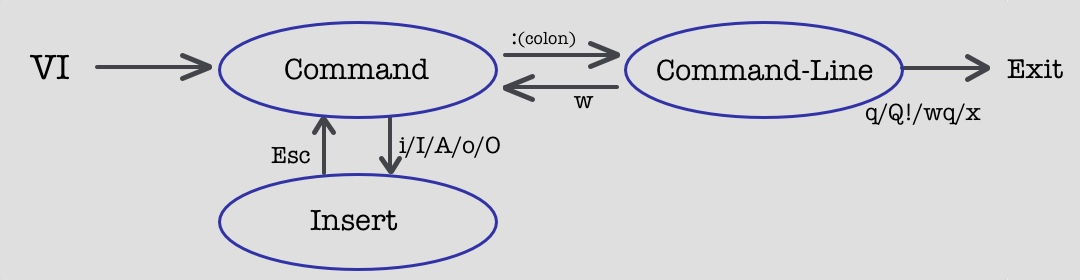 VI
Command
:(colon)
w
Command-Line
Exit
q/Q!/wq/x
Esc
i/I/A/o/O
Insert